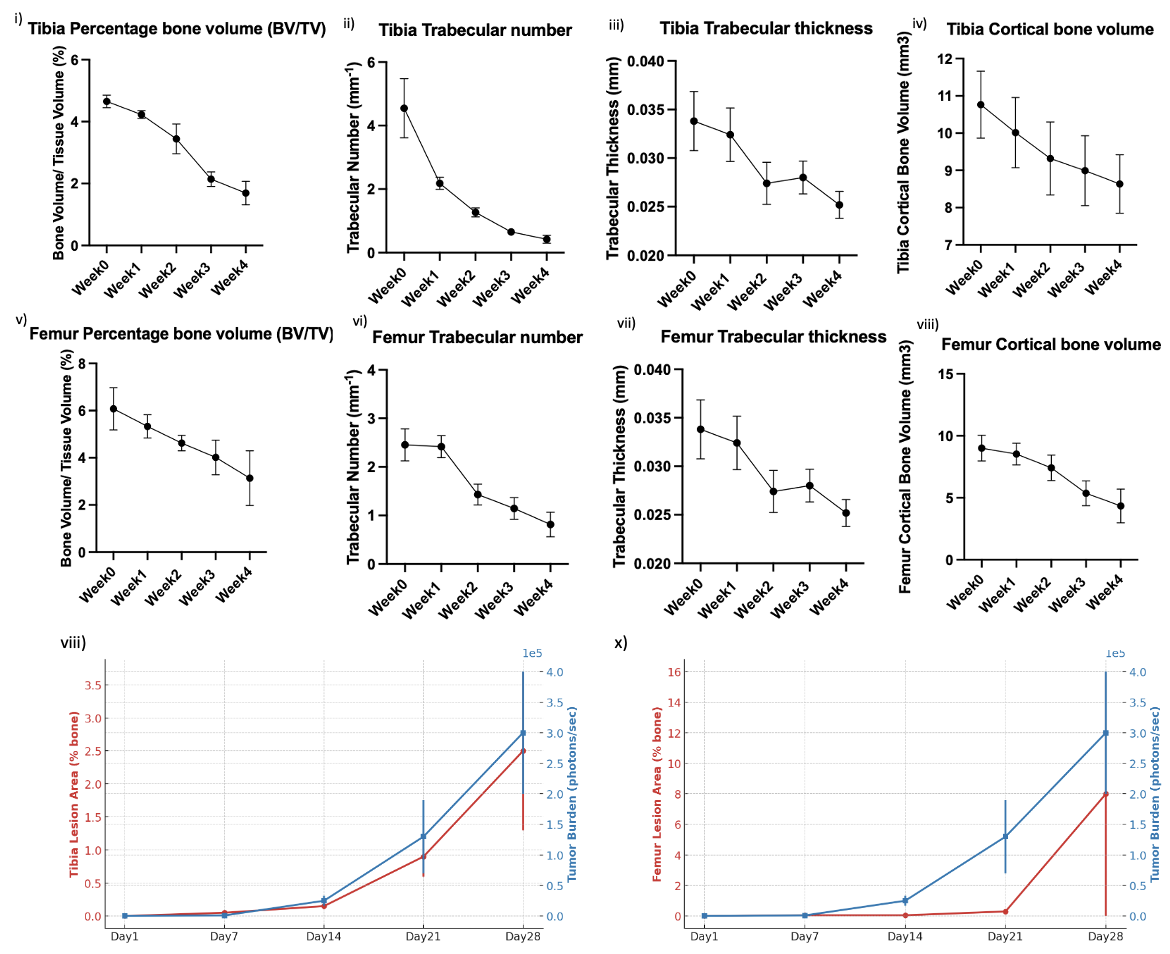 i) Tibia Percentage bone volume (BV/TV)
Bone Volume/ Tissue Volume (%)
6
4
2
0
Week0 Week1 Week2 Week3 Week4
ii) Tibia Trabecular number
Trabecular Number (mm⁻¹)
6
4
2
0
Week0 Week1 Week2 Week3 Week4
iii) Tibia Trabecular thickness
Trabecular Thickness (mm)
0.040
0.035
0.030
0.025
0.020
Week0 Week1 Week2 Week3 Week4
iv) Tibia Cortical bone volume
Tibia Cortical Bone Volume (mm3)
12
11
10
9
8
7
Week0 Week1 Week2 Week3 Week4
v) Femur Percentage bone volume (BV/TV)
Bone Volume/ Tissue Volume (%)
8
6
4
2
0
Week0 Week1 Week2 Week3 Week4
vi) Femur Trabecular number
Trabecular Number (mm⁻¹)
4
3
2
1
0
Week0 Week1 Week2 Week3 Week4
vii) Femur Trabecular thickness
Trabecular Thickness (mm)
0.040
0.035
0.030
0.025
0.020
Week0 Week1 Week2 Week3 Week4
viii) Femur Cortical bone volume
Femur Cortical Bone Volume (mm3)
15
10
5
0
Week0 Week1 Week2 Week3 Week4
viii)
Tibia Lesion Area (% bone)
3.5
3.0
2.5
2.0
1.5
1.0
0.5
0.0
Day1 Day7 Day14 Day21 Day28
1e5
4.0
3.5
3.0
2.5
2.0
1.5
1.0
0.5
0.0
Tumor Burden (photons/sec)
x)
Femur Lesion Area (% bone)
16
14
12
10
8
6
4
2
0
Day1 Day7 Day14 Day21 Day28
1e5
4.0
3.5
3.0
2.5
2.0
1.5
1.0
0.5
0.0
Tumor Burden (photons/sec)